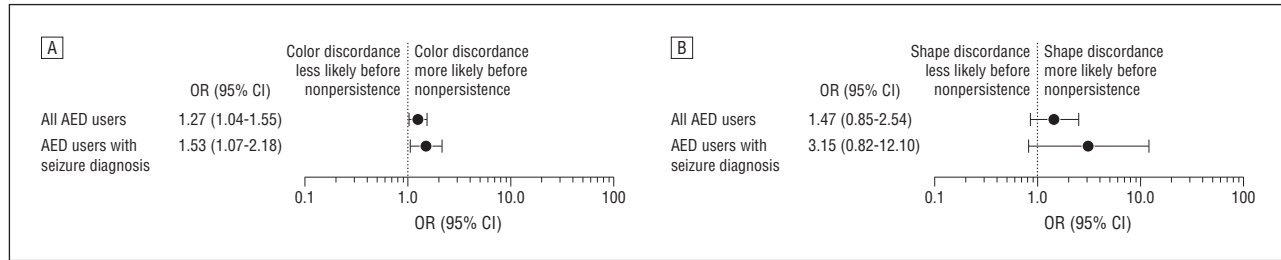 A
Color discordance
less likely before
nonpersistence
Color discordance
more likely before
nonpersistence
OR (95% CI)
All AED users
1.27 (1.04-1.55)
AED users with
seizure diagnosis
1.53 (1.07-2.18)
0.1
1.0
10.0
100
OR (95% CI)
B
Shape discordance
less likely before
nonpersistence
Shape discordance
more likely before
nonpersistence
OR (95% CI)
All AED users
1.47 (0.85-2.54)
AED users with
seizure diagnosis
3.15 (0.82-12.10)
0.1
1.0
10.0
100
OR (95% CI)